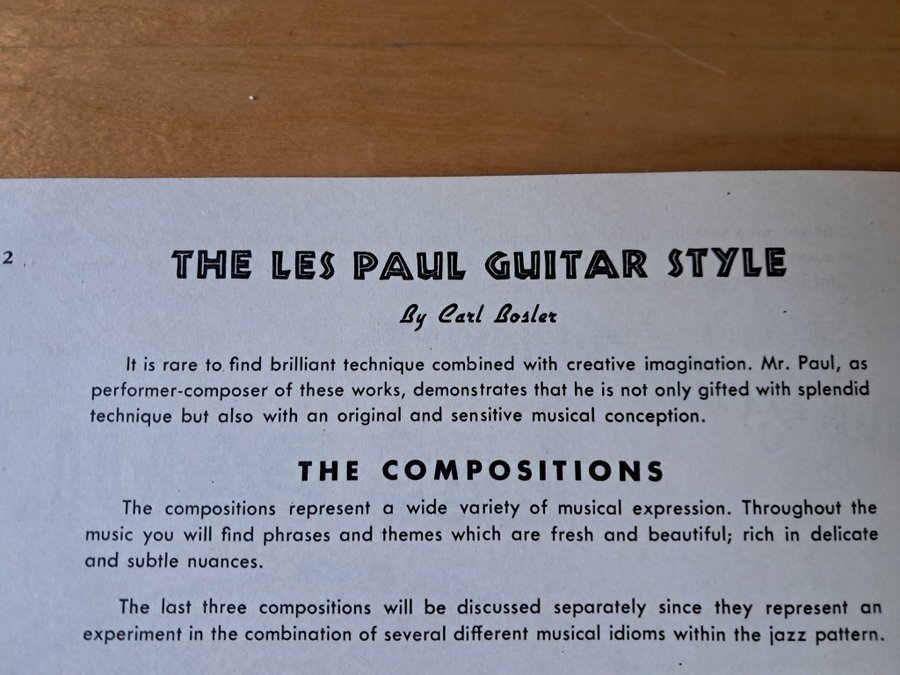 2
THE LES PAUL GUITAR STYLE
By Carl Bosler
It is rare to find brilliant technique combined with creative imagination. Mr. Paul, as
performer-composer of these works, demonstrates that he is not only gifted with splendid
technique but also with an original and sensitive musical conception.
THE COMPOSITIONS
The compositions represent a wide variety of musical expression. Throughout the
music you will find phrases and themes which are fresh and beautiful; rich in delicate
and subtle nuances.
The last three compositions will be discussed separately since they represent an
experiment in the combination of several different musical idioms within the jazz pattern.